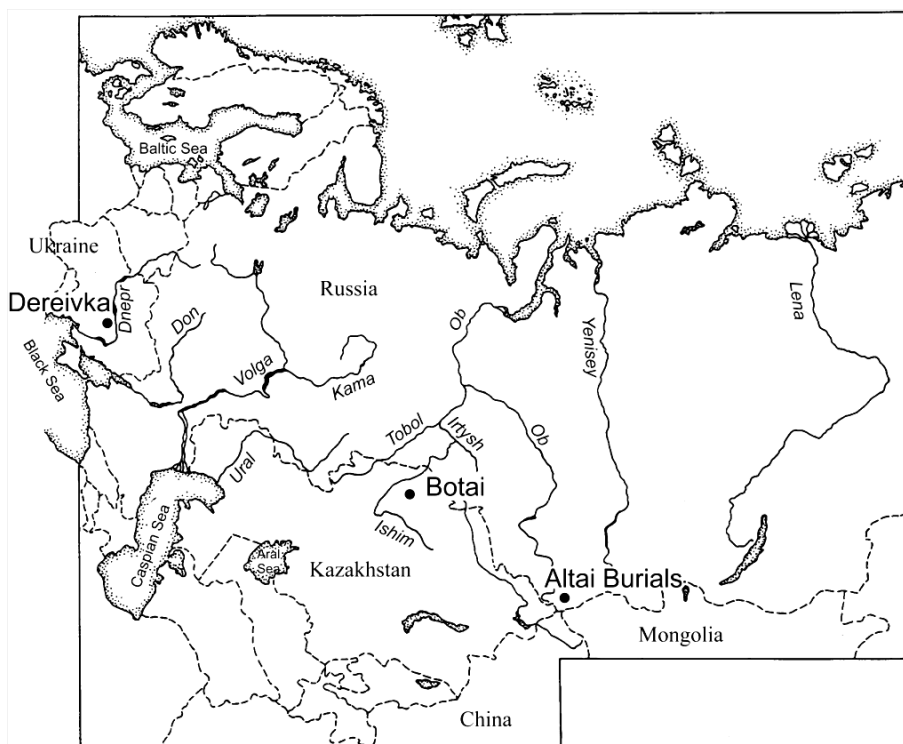 Baltic Sea
Ukraine
Dereivka
Dnepr
Don
Black Sea
Volga
Kama
Russia
Ob
Yenisey
Lena
Tobol
Irtysh
Ob
Ural
Botai
Ishim
Caspian Sea
Aral
Sea
Kazakhstan
Altai Burials
Mongolia
China